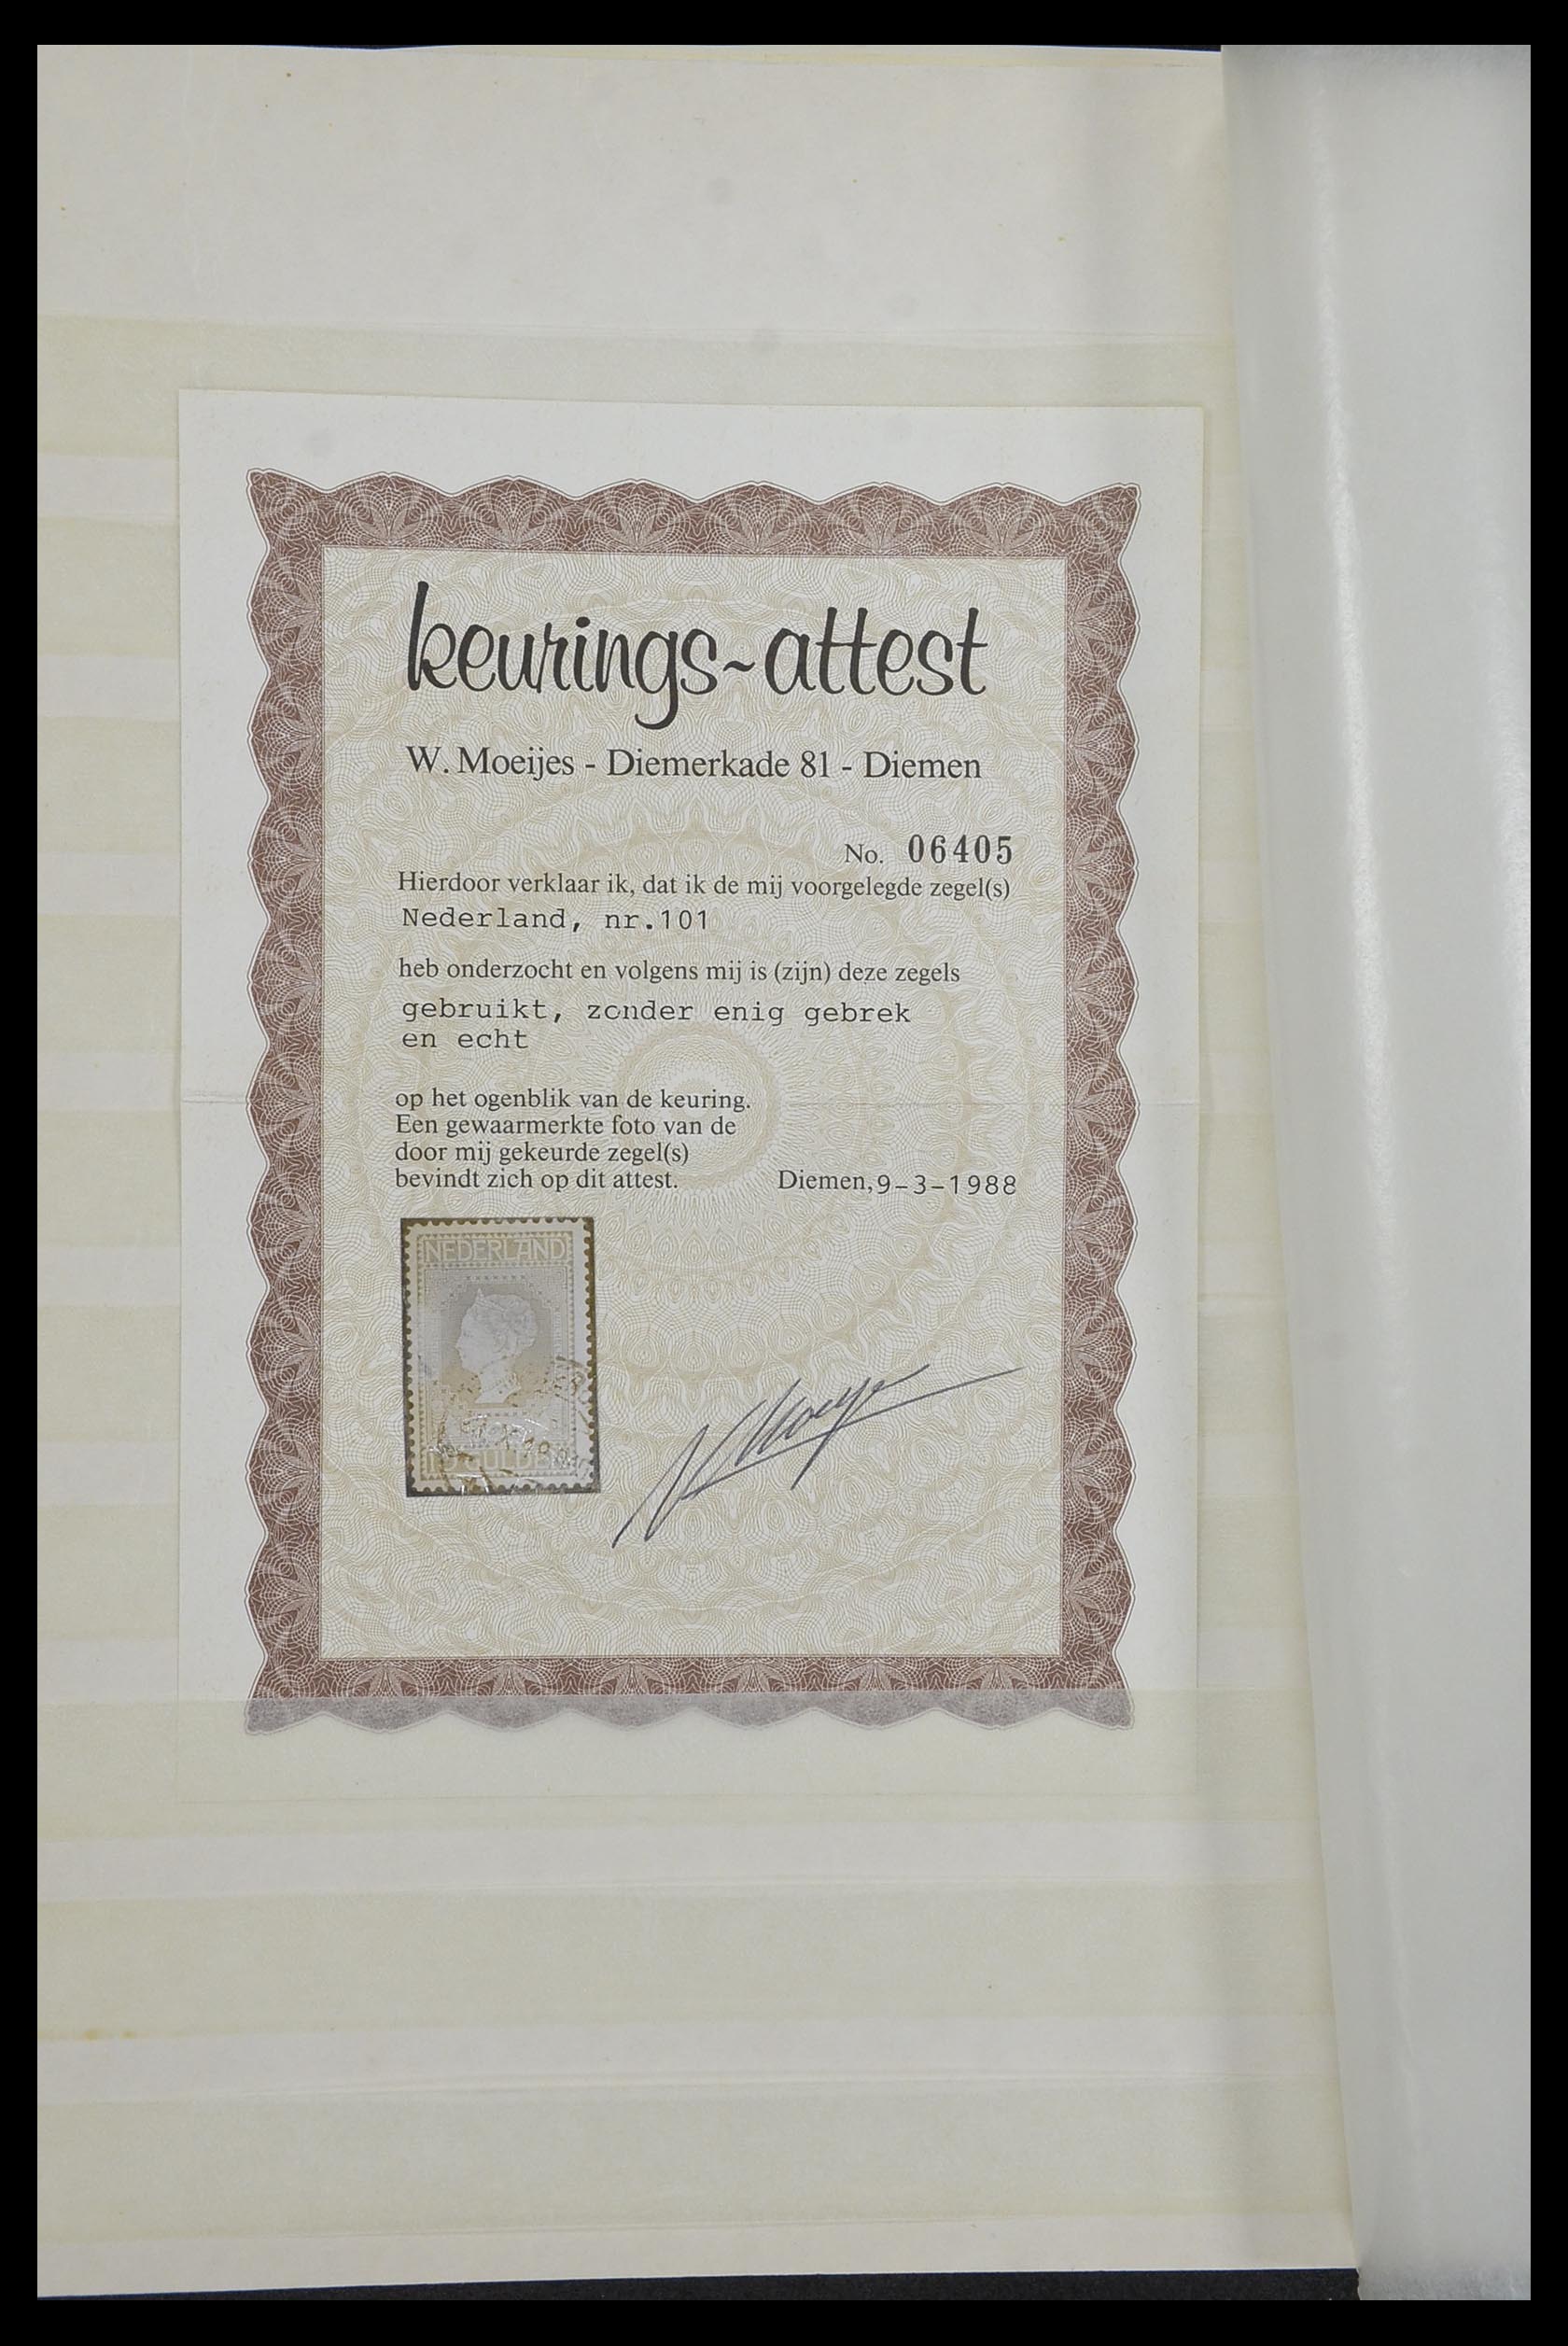 keurings~attest
W. Moeijes - Diemerkade 81 - Diemen
No. 06405
Hierdoor verklaar ik, dat ik de mij voorgelegde zegel(s)
Nederland, nr.101
heb onderzocht en volgens mij is (zijn) deze zegels
gebruikt, zonder enig gebrek
en echt
op het ogenblik van de keuring.
Een gewaarmerkte foto van de
door mij gekeurde zegel(s)
bevindt zich op dit attest.
Diemen, 9-3-1988
NEDERLAND
10 GULDEN